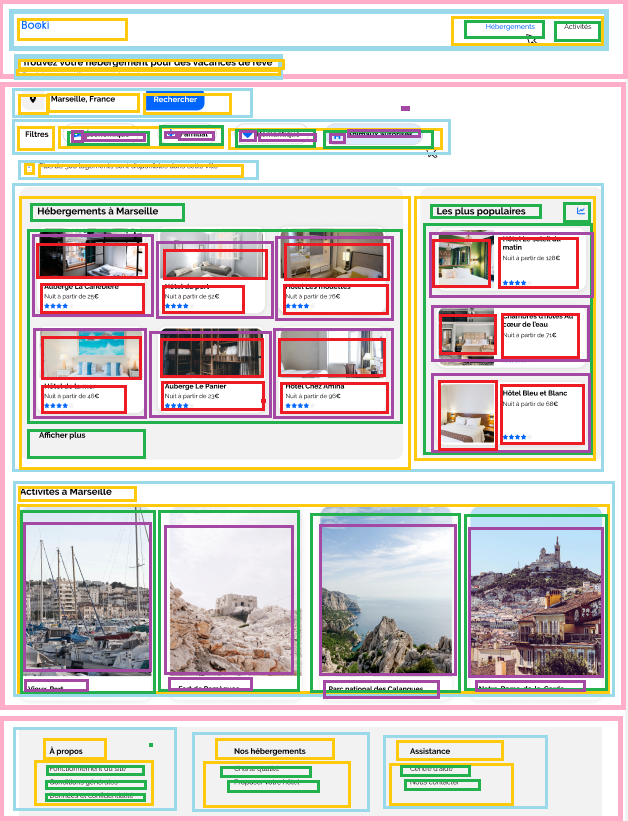 Booki
Hébergements
Activités
Trouvez votre hébergement pour des vacances de rêve
Marseille, France
Rechercher
Filtres
Économique
Familial
Romantique
Animaux autorisés
Plus de 500 logements sont disponibles dans cette ville
Hébergements à Marseille
Auberge La Canebière
Nuit à partir de 25€
Hôtel du port
Nuit à partir de 52€
Hôtel Les mouettes
Nuit à partir de 76€
Hôtel de la mer
Nuit à partir de 46€
Auberge Le Panier
Nuit à partir de 23€
Hôtel Chez Amina
Nuit à partir de 96€
Afficher plus
Les plus populaires
Hôtel Le soleil du
matin
Nuit à partir de 128€
Chambres d'hôtes Au
cœur de l'eau
Nuit à partir de 71€
Hôtel Bleu et Blanc
Nuit à partir de 68€
Activités à Marseille
Vieux-Port
Fort de Pomègues
Parc national des Calanques
Notre-Dame-de-la-Garde
À propos
Fonctionnement du site
Conditions générales
Données et confidentialité
Nos hébergements
Charte qualité
Proposer votre hôtel
Assistance
Centre d'aide
Nous contacter